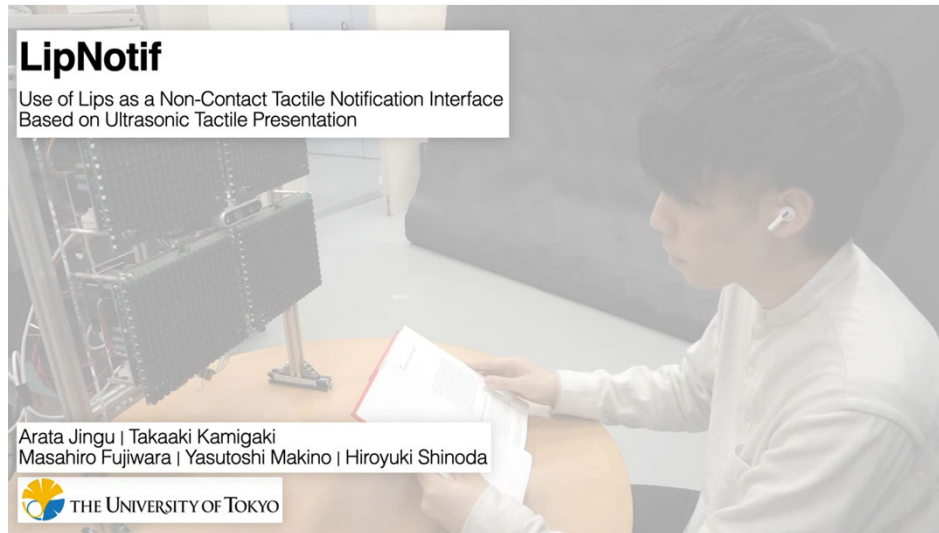 LipNotif
Use of Lips as a Non-Contact Tactile Notification Interface
Based on Ultrasonic Tactile Presentation
Arata Jingu | Takaaki Kamigaki
Masahiro Fujiwara | Yasutoshi Makino | Hiroyuki Shinoda
THE UNIVERSITY OF TOKYO